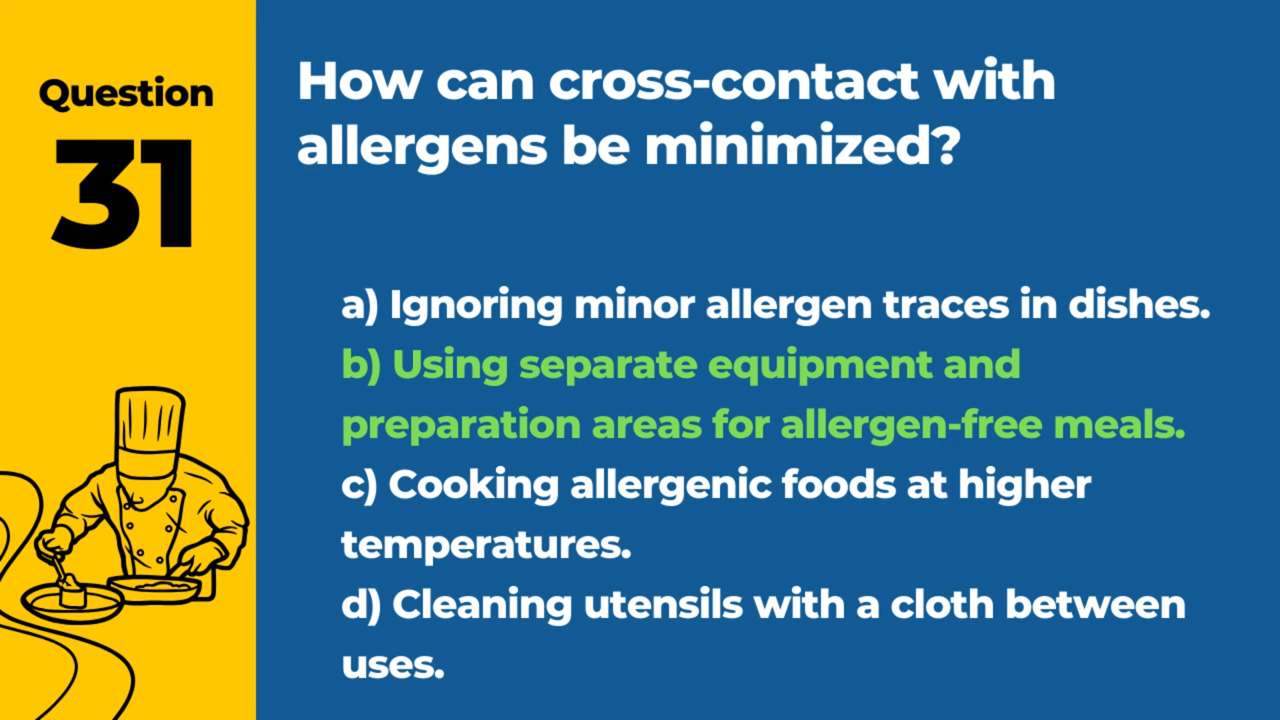 Question
31
How can cross-contact with
allergens be minimized?
a) Ignoring minor allergen traces in dishes.
b) Using separate equipment and
preparation areas for allergen-free meals.
c) Cooking allergenic foods at higher
temperatures.
d) Cleaning utensils with a cloth between
uses.